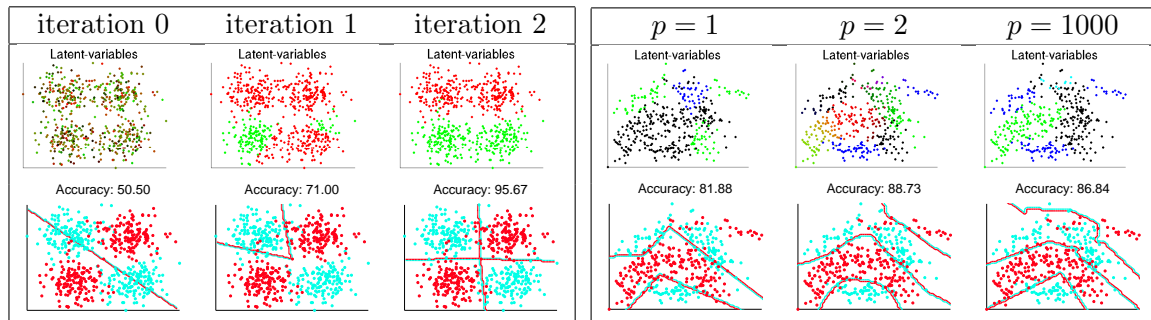 iteration 0 iteration 1 iteration 2
Latent-variables Latent-variables Latent-variables
Accuracy: 50.50 Accuracy: 71.00 Accuracy: 95.67
p = 1 p = 2 p = 1000
Latent-variables Latent-variables Latent-variables
Accuracy: 81.88 Accuracy: 88.73 Accuracy: 86.84